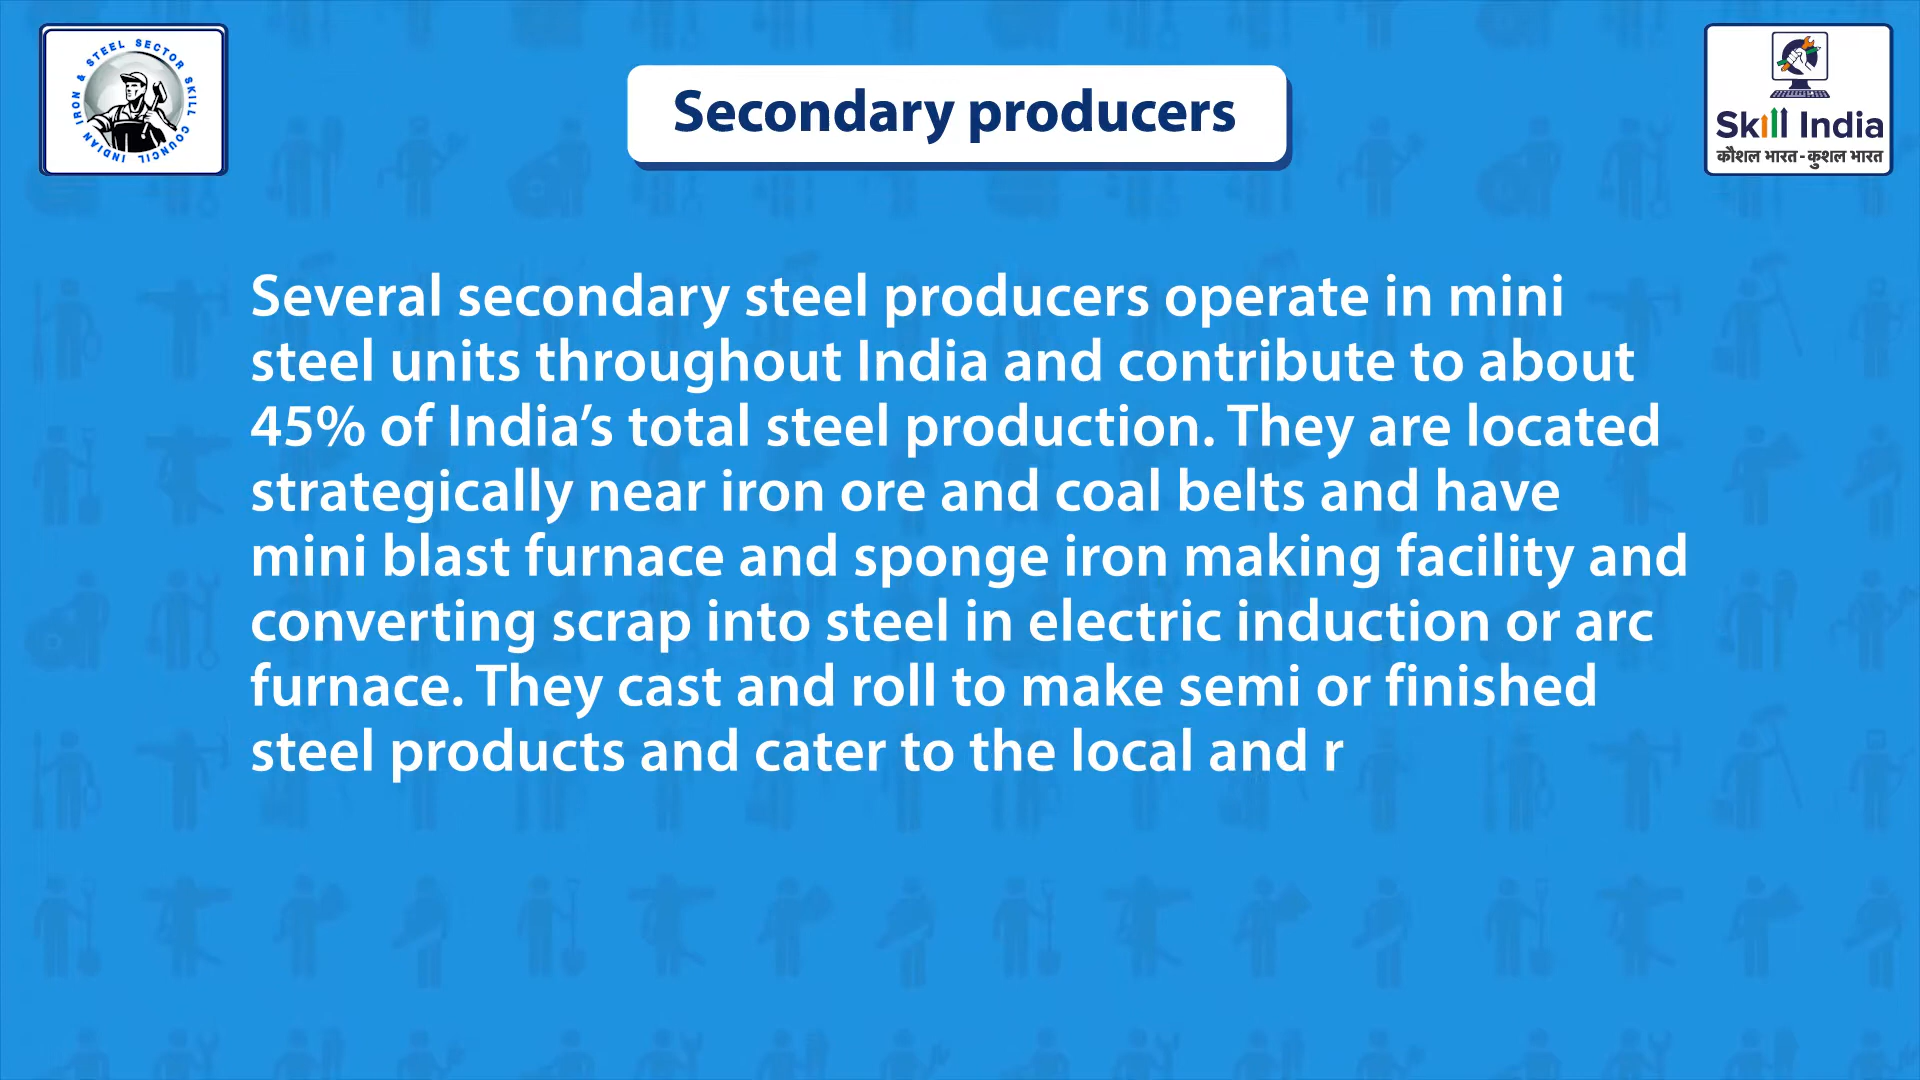 INDIAN IRON & STEEL SECTOR SKILL COUNCIL
Secondary producers
Skill India
कौशल भारत - कुशल भारत
Several secondary steel producers operate in mini
steel units throughout India and contribute to about
45% of India’s total steel production. They are located
strategically near iron ore and coal belts and have
mini blast furnace and sponge iron making facility and
converting scrap into steel in electric induction or arc
furnace. They cast and roll to make semi or finished
steel products and cater to the local and r